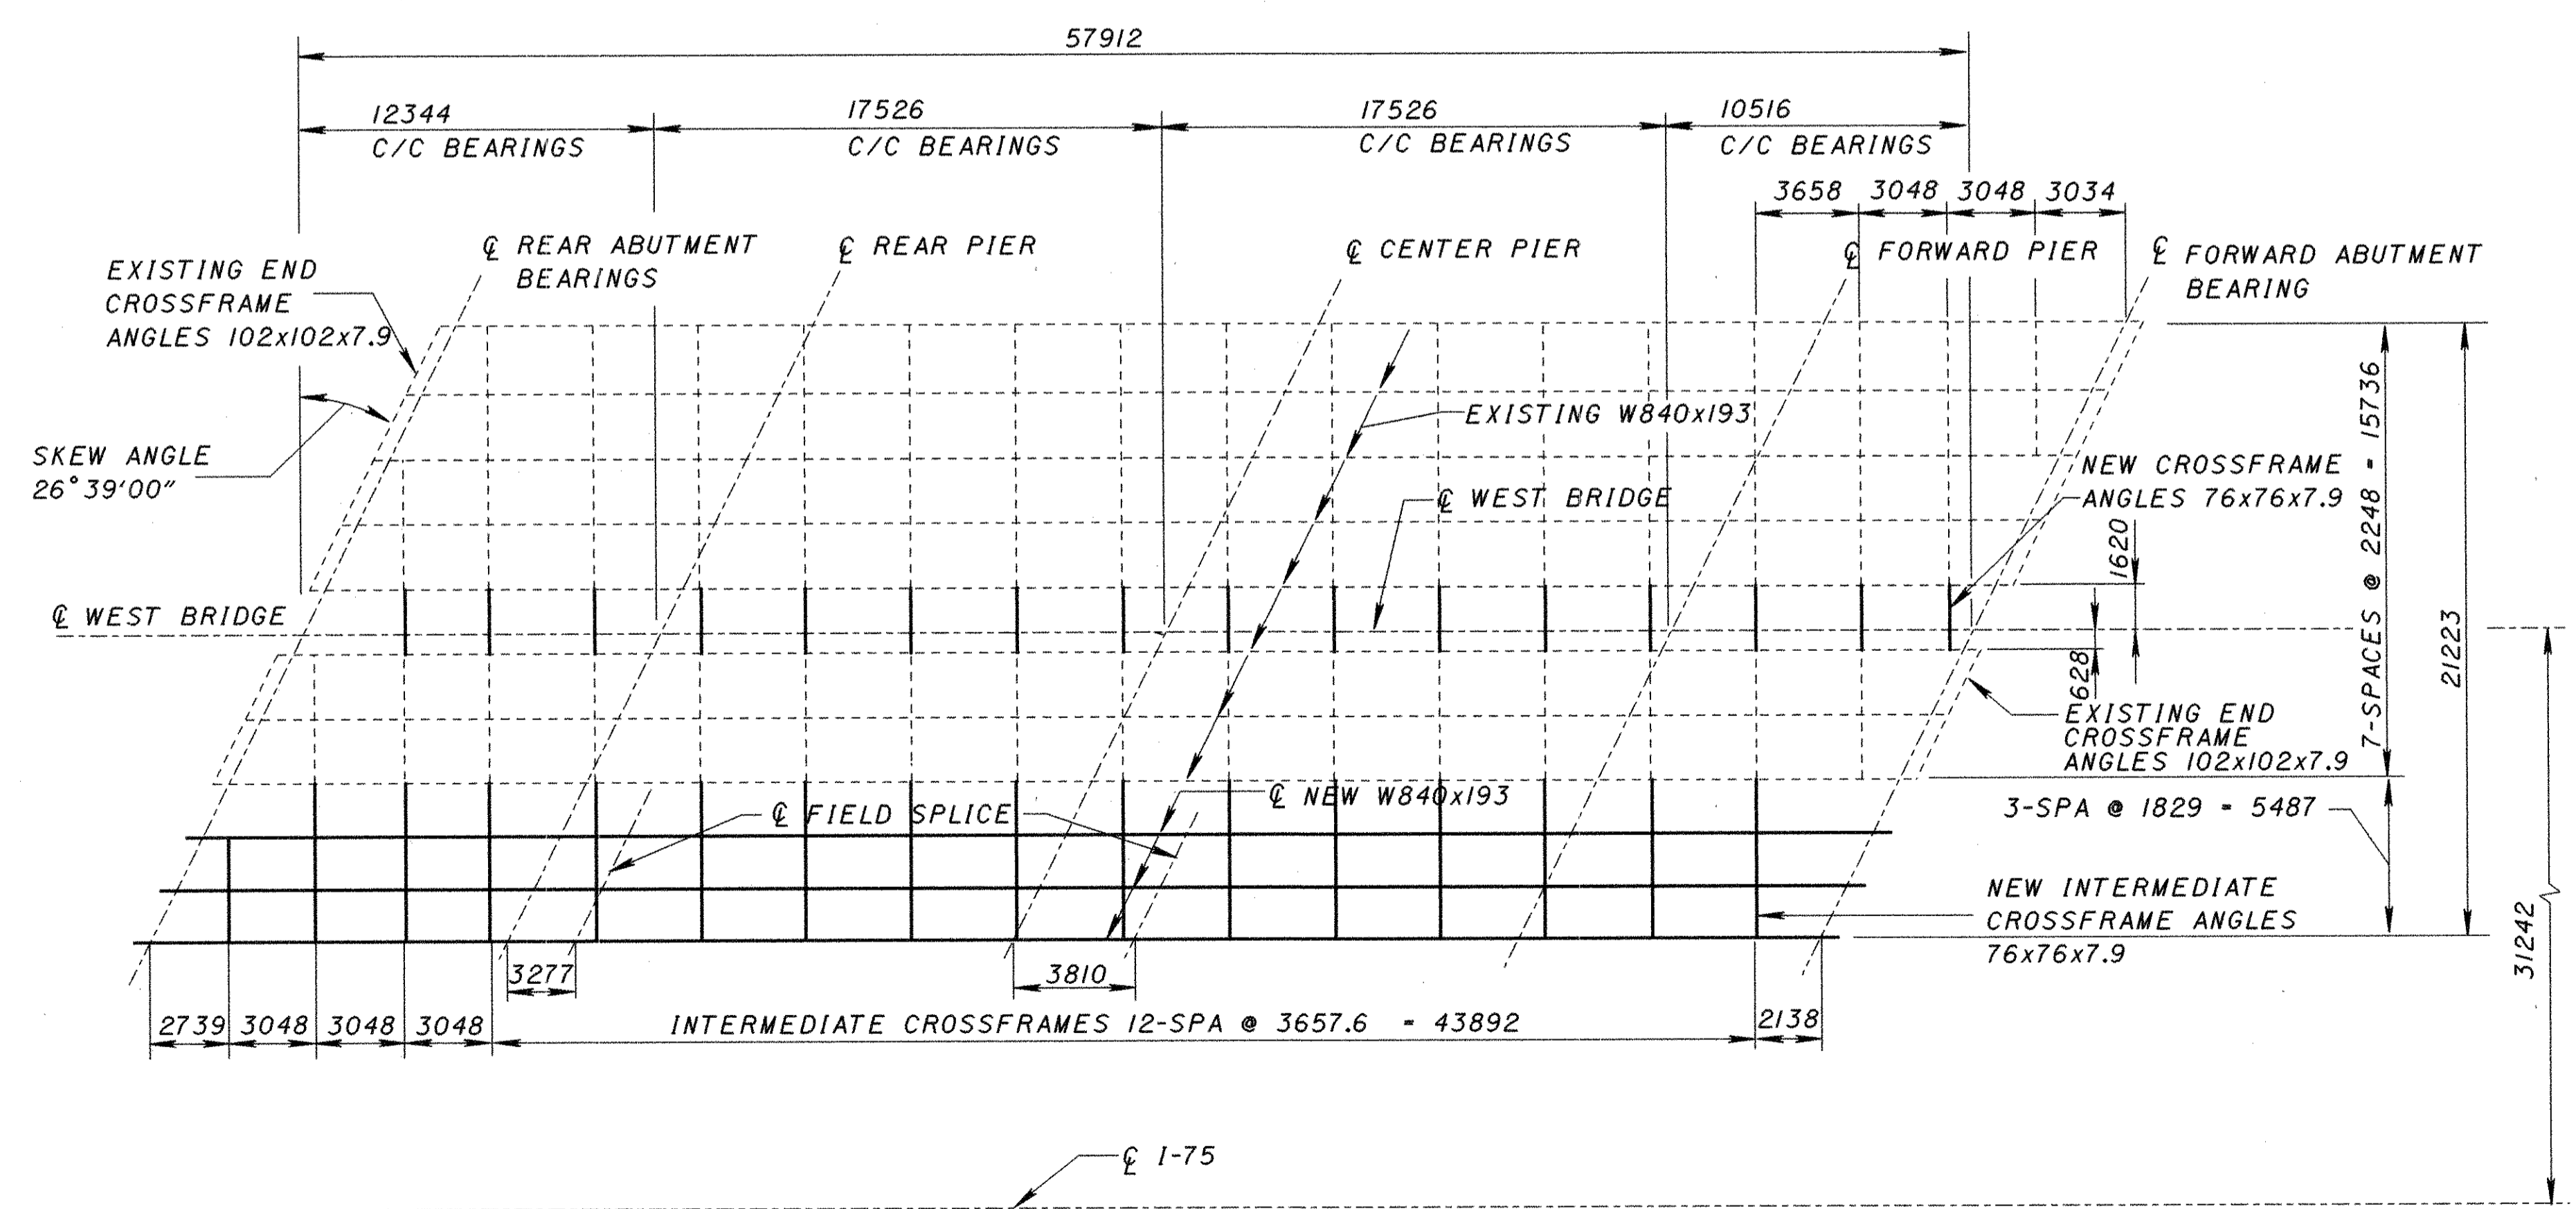 57912
12344
C/C BEARINGS
17526
C/C BEARINGS
17526
C/C BEARINGS
10516
C/C BEARINGS
3658 3048 3048 3034
EXISTING END
CROSSFRAME
ANGLES 102x102x7.9
℄ REAR ABUTMENT
BEARINGS
℄ REAR PIER
℄ CENTER PIER
℄ FORWARD PIER
℄ FORWARD ABUTMENT
BEARING
SKEW ANGLE
26°39'00"
EXISTING W840x193
℄ WEST BRIDGE
NEW CROSSFRAME
ANGLES 76x76x7.9
1620
7-SPACES @ 2248 = 15736
21223
℄ WEST BRIDGE
628
EXISTING END
CROSSFRAME
ANGLES 102x102x7.9
℄ NEW W840x193
℄ FIELD SPLICE
3-SPA @ 1829 = 5487
NEW INTERMEDIATE
CROSSFRAME ANGLES
76x76x7.9
31242
3277
3810
2739 3048 3048 3048
INTERMEDIATE CROSSFRAMES 12-SPA @ 3657.6 = 43892
2138
℄ I-75